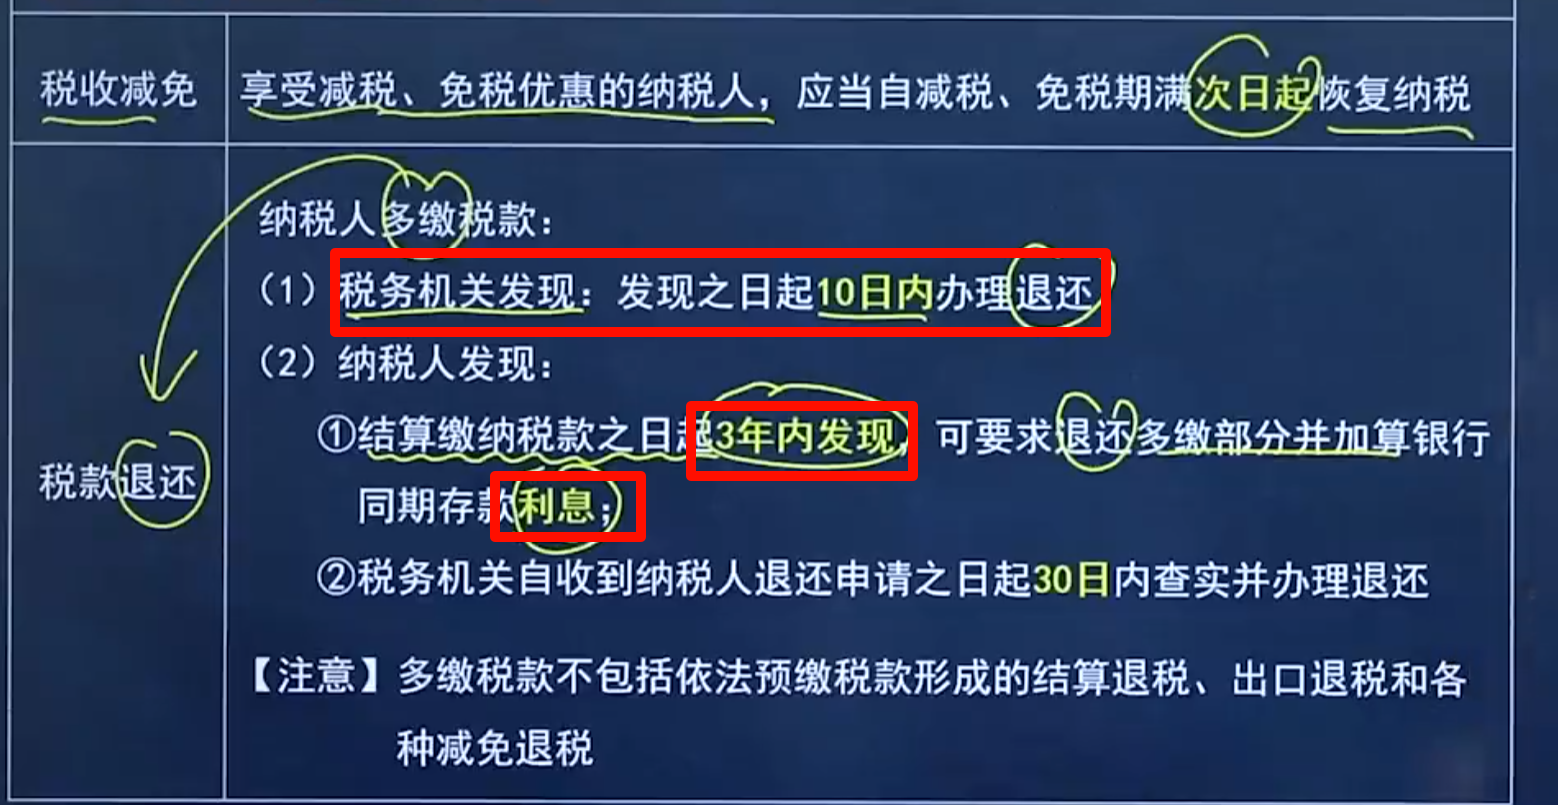 税收减免
享受减税、免税优惠的纳税人，应当自减税、免税期满次日起恢复纳税
税款退还
纳税人多缴税款：
（1）税务机关发现：发现之日起10日内办理退还
（2）纳税人发现：
①结算缴纳税款之日起3年内发现，可要求退还多缴部分并加算银行
同期存款利息；
②税务机关自收到纳税人退还申请之日起30日内查实并办理退还
【注意】多缴税款不包括依法预缴税款形成的结算退税、出口退税和各
种减免退税